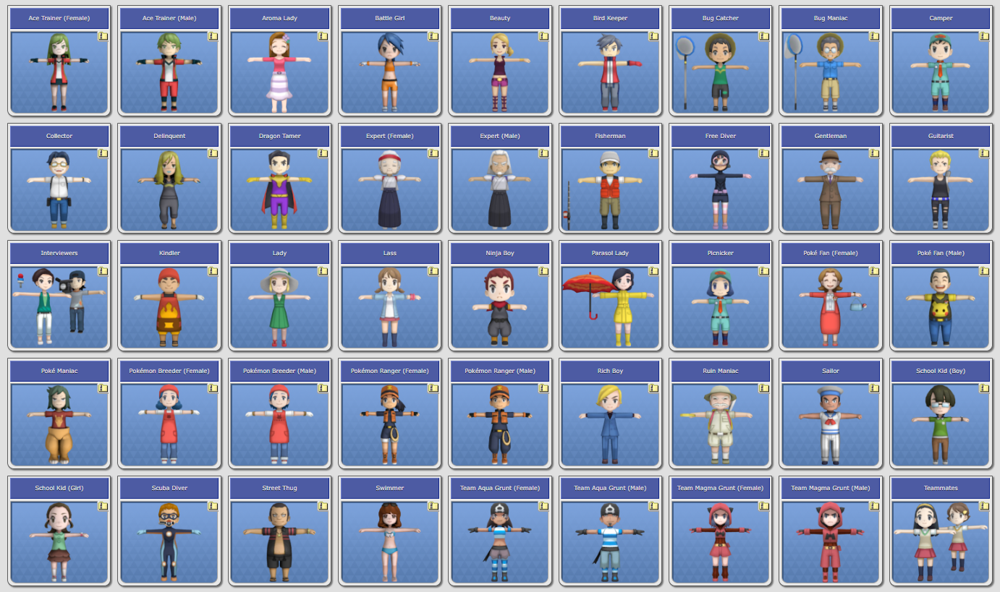 Ace Trainer (Female)
Ace Trainer (Male)
Aroma Lady
Battle Girl
Beauty
Bird Keeper
Bug Catcher
Bug Maniac
Camper
Collector
Delinquent
Dragon Tamer
Expert (Female)
Expert (Male)
Fisherman
Free Diver
Gentleman
Guitarist
Interviewers
Kindler
Lady
Lass
Ninja Boy
Parasol Lady
Picnicker
Poké Fan (Female)
Poké Fan (Male)
Poké Maniac
Pokémon Breeder (Female)
Pokémon Breeder (Male)
Pokémon Ranger (Female)
Pokémon Ranger (Male)
Rich Boy
Ruin Maniac
Sailor
School Kid (Boy)
School Kid (Girl)
Scuba Diver
Street Thug
Swimmer
Team Aqua Grunt (Female)
Team Aqua Grunt (Male)
Team Magma Grunt (Female)
Team Magma Grunt (Male)
Teammates